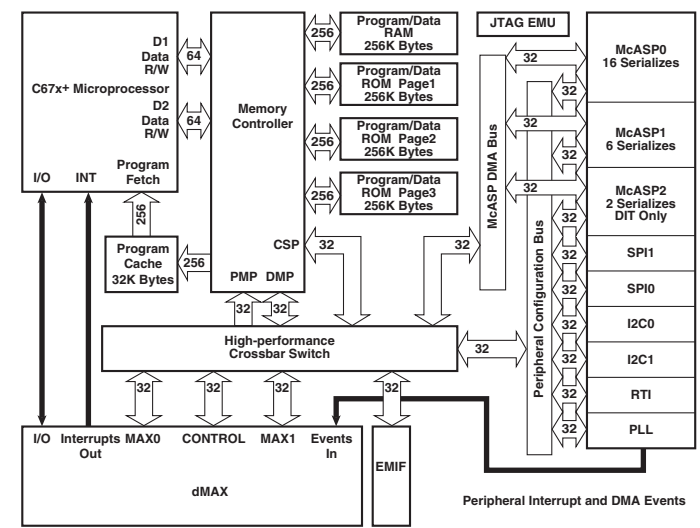 D1
Data
R/W
64
C67x+ Microprocessor
D2
Data
R/W
64
I/O
INT
Program
Fetch
256
Program
Cache
32K Bytes
256
Memory
Controller
CSP
32
PMP
DMP
32
32
256
Program/Data
RAM
256K Bytes
256
Program/Data
ROM Page1
256K Bytes
256
Program/Data
ROM Page2
256K Bytes
256
Program/Data
ROM Page3
256K Bytes
High-performance
Crossbar Switch
32
32
32
32
32
32
I/O
Interrupts
Out
MAX0
CONTROL
MAX1
Events
In
dMAX
EMIF
JTAG EMU
McASP DMA Bus
Peripheral Configuration Bus
32
32
32
32
32
32
32
32
32
32
32
32
McASP0
16 Serializes
McASP1
6 Serializes
McASP2
2 Serializes
DIT Only
SPI1
SPI0
I2C0
I2C1
RTI
PLL
Peripheral Interrupt and DMA Events